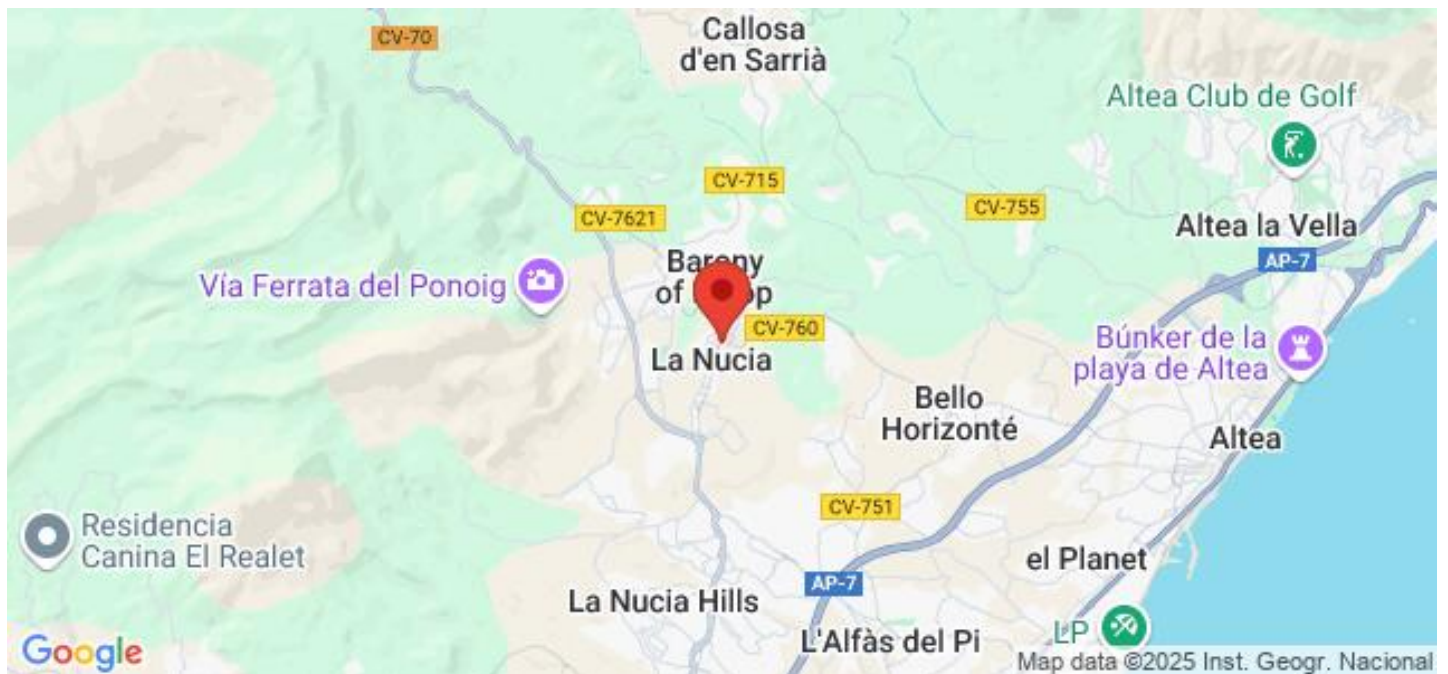 CV-70
Callosa
d'en Sarrià
Altea Club de Golf
CV-715
CV-755
CV-7621
Altea la Vella
AP-7
Vía Ferrata del Ponoig
Barony
of
CV-760
La Nucia
Búnker de la
playa de Altea
Bello
Horizonté
Altea
CV-751
Residencia
Canina El Realet
el Planet
AP-7
La Nucia Hills
L'Alfàs del Pi
LP
Google
Map data ©2025 Inst. Geogr. Nacional